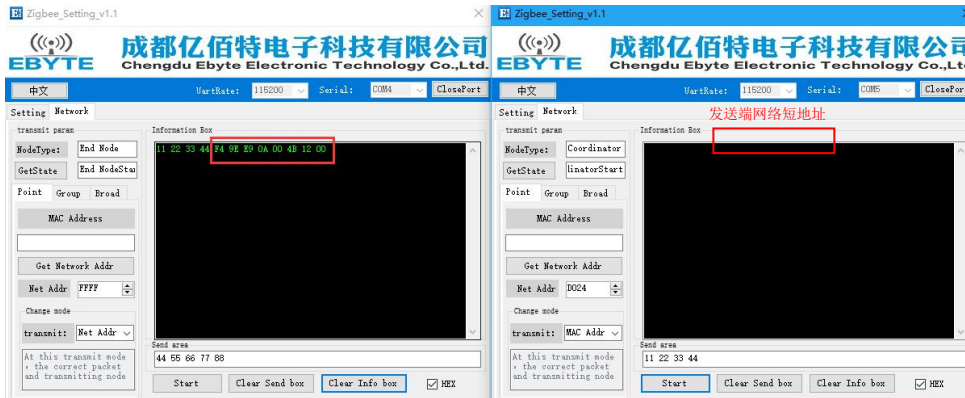 Zigbee_Setting_v1.1
EBYTE
成都亿佰特电子科技有限公司
Chengdu Ebyte Electronic Technology Co.,Ltd.
中文
UartRate:
115200
Serial:
COM4
ClosePort
Setting
Network
transmit param
NodeType:
End Node
GetState
End NodeStar
Point
Group
Broad
MAC Address
Get Network Addr
Net Addr
FFFF
Change mode
transmit:
Net Addr
At this transmit mode
, the correct packet
and transmitting node
Information Box
11 22 33 44 F4 9E E9 0A 00 4B 12 00
Send area
44 55 66 77 88
Start
Clear Send box
Clear Info box
HEX
Zigbee_Setting_v1.1
EBYTE
成都亿佰特电子科技有限公司
Chengdu Ebyte Electronic Technology Co.,Lt
中文
UartRate:
115200
Serial:
COM5
ClosePor
Setting
Network
发送端网络短地址
transmit param
NodeType:
Coordinator
GetState
linatorStart
Point
Group
Broad
MAC Address
Get Network Addr
Net Addr
D024
Change mode
transmit:
MAC Addr
At this transmit mode
, the correct packet
and transmitting node
Information Box
Send area
11 22 33 44
Start
Clear Send box
Clear Info box
HEX